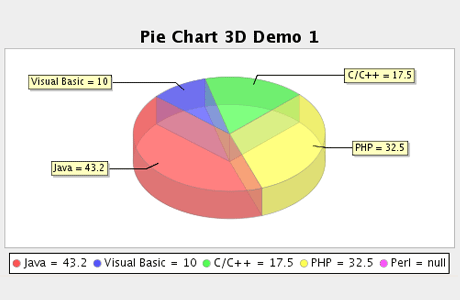 Pie Chart 3D Demo 1
Visual Basic = 10
C/C++ = 17.5
Java = 43.2
PHP = 32.5
Java = 43.2 Visual Basic = 10 C/C++ = 17.5 PHP = 32.5 Perl = null